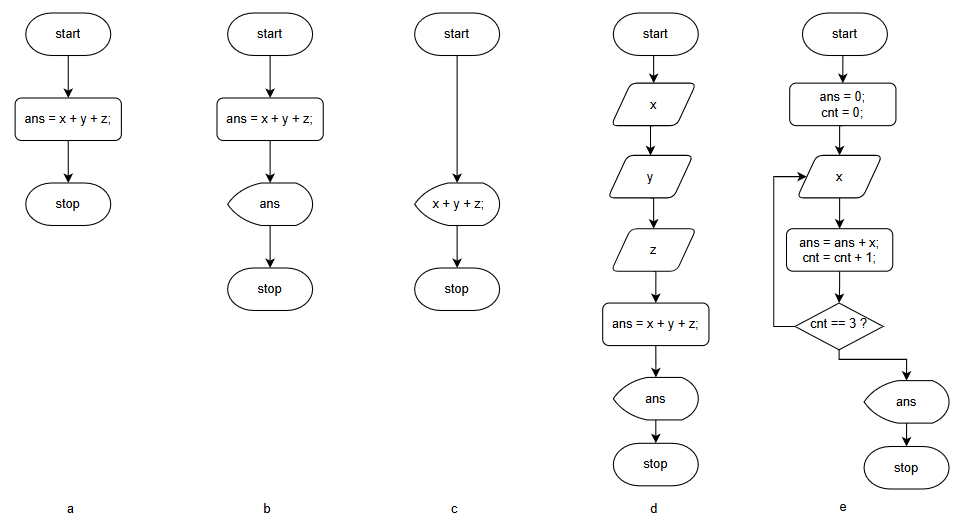 start
ans = x + y + z;
stop
a
start
ans = x + y + z;
ans
stop
b
start
x + y + z;
stop
c
start
x
y
z
ans = x + y + z;
ans
stop
d
start
ans = 0;
cnt = 0;
x
ans = ans + x;
cnt = cnt + 1;
cnt == 3 ?
ans
stop
e